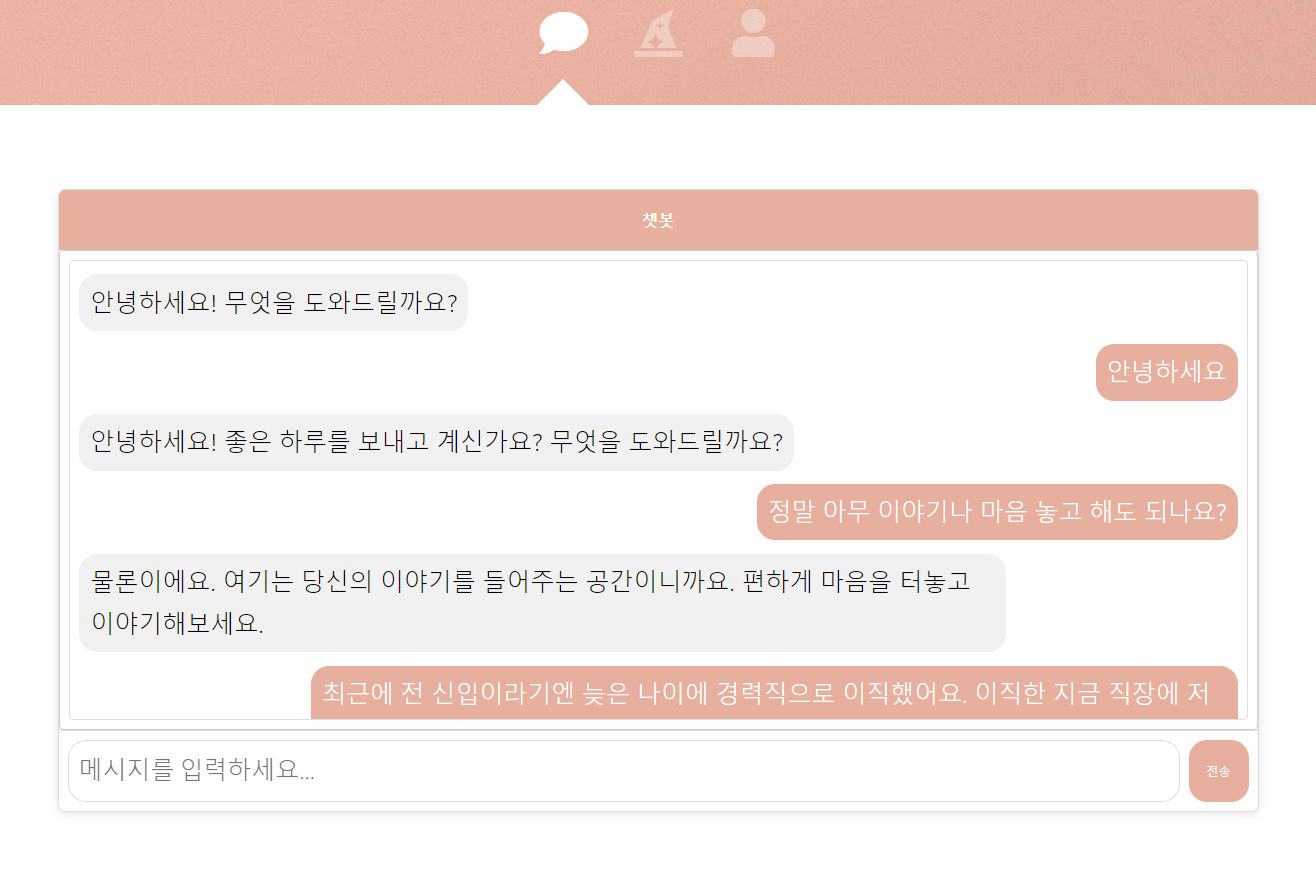 챗봇
안녕하세요! 무엇을 도와드릴까요?
안녕하세요
안녕하세요! 좋은 하루를 보내고 계신가요? 무엇을 도와드릴까요?
정말 아무 이야기나 마음 놓고 해도 되나요?
물론이에요. 여기는 당신의 이야기를 들어주는 공간이니까요. 편하게 마음을 터놓고
이야기해보세요.
최근에 전 신입이라기엔 늦은 나이에 경력직으로 이직했어요. 이직한 지금 직장에 저
메시지를 입력하세요...
전송